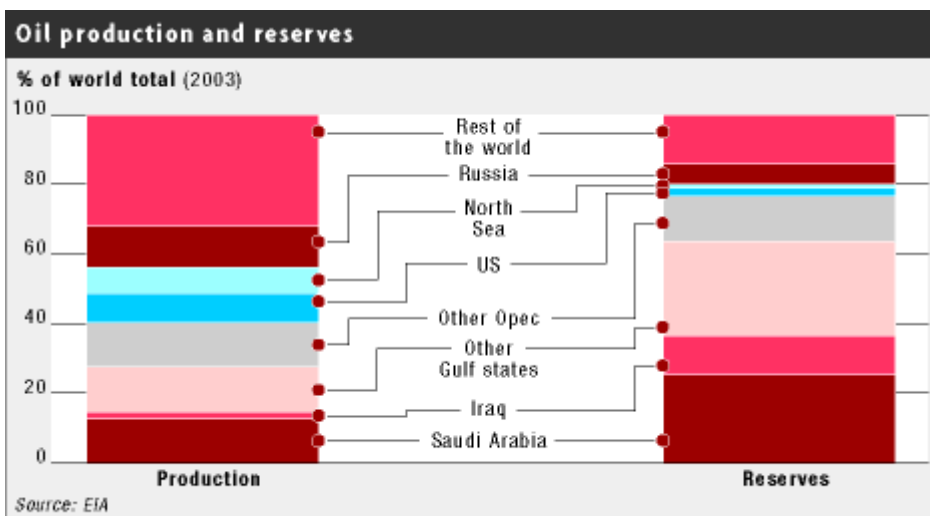 Oil production and reserves
% of world total (2003)
100
80
60
40
20
0
Rest of
the world
Russia
North
Sea
US
Other Opec
Other
Gulf states
Iraq
Saudi Arabia
Production
Reserves
Source: EIA